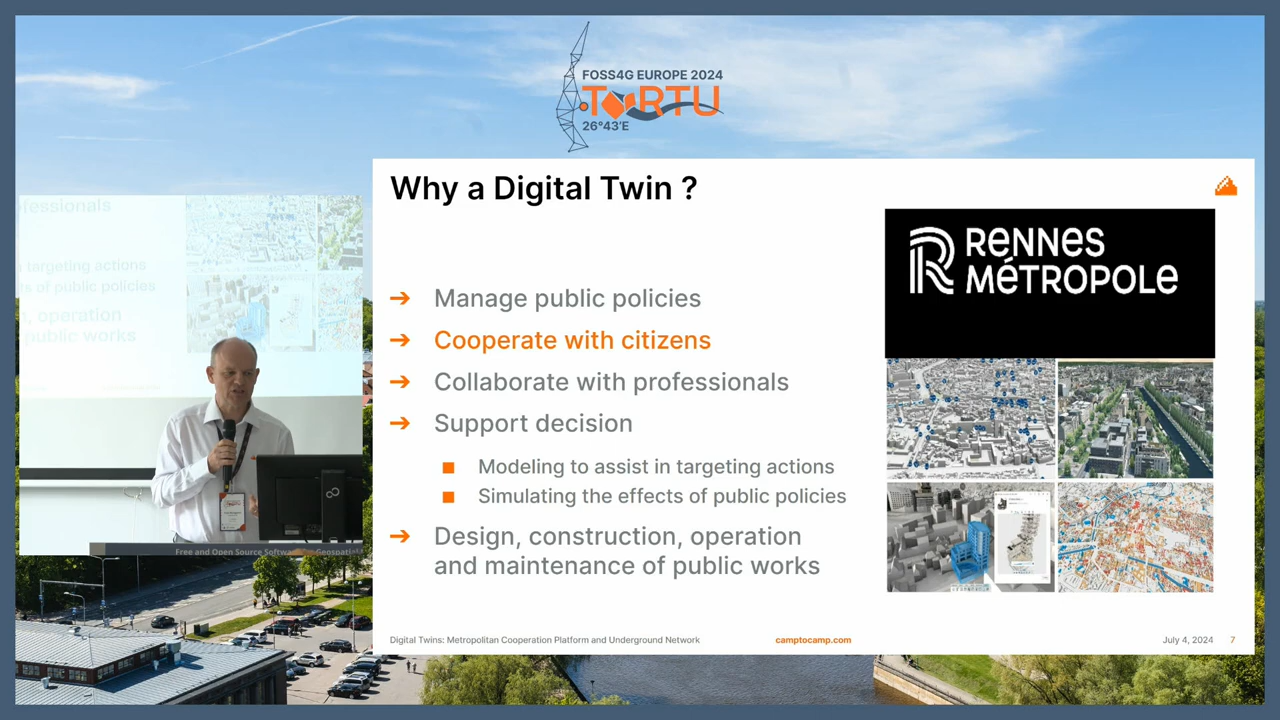 FOSS4G EUROPE 2024
TARTU
26°43'E
Why a Digital Twin ?
RENNES
MÉTROPOLE
➔ Manage public policies
➔ Cooperate with citizens
➔ Collaborate with professionals
➔ Support decision
■ Modeling to assist in targeting actions
■ Simulating the effects of public policies
➔ Design, construction, operation
and maintenance of public works
Digital Twins: Metropolitan Cooperation Platform and Underground Network
camptocamp.com
July 4, 2024 7
fessionals
targeting actions
ts of public policies
, operation
public works
Free and Open Source Software Geospatial